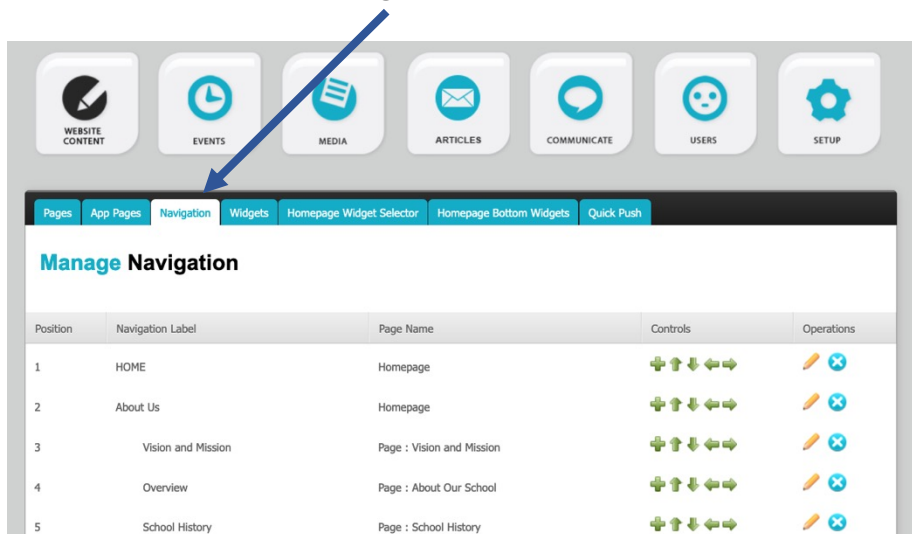 WEBSITE
CONTENT
EVENTS
MEDIA
ARTICLES
COMMUNICATE
USERS
SETUP
Pages App Pages Navigation Widgets Homepage Widget Selector Homepage Bottom Widgets Quick Push
Manage Navigation
Position Navigation Label Page Name Controls Operations
1 HOME Homepage
2 About Us Homepage
3 Vision and Mission Page : Vision and Mission
4 Overview Page : About Our School
5 School History Page : School History